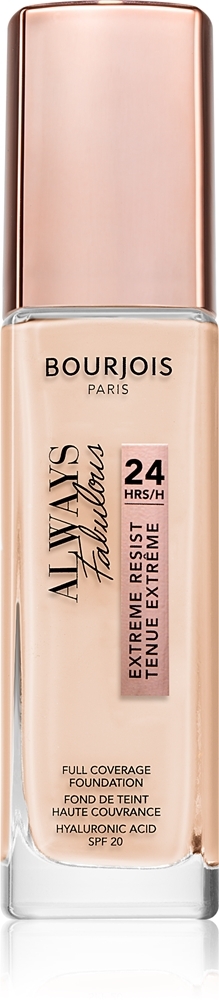 BOURJOIS
PARIS
ALWAYS
Fabulous
24
HRS/H
EXTREME RESIST
TENUE EXTRÊME
FULL COVERAGE
FOUNDATION
FOND DE TEINT
HAUTE COUVRANCE
HYALURONIC ACID
SPF 20